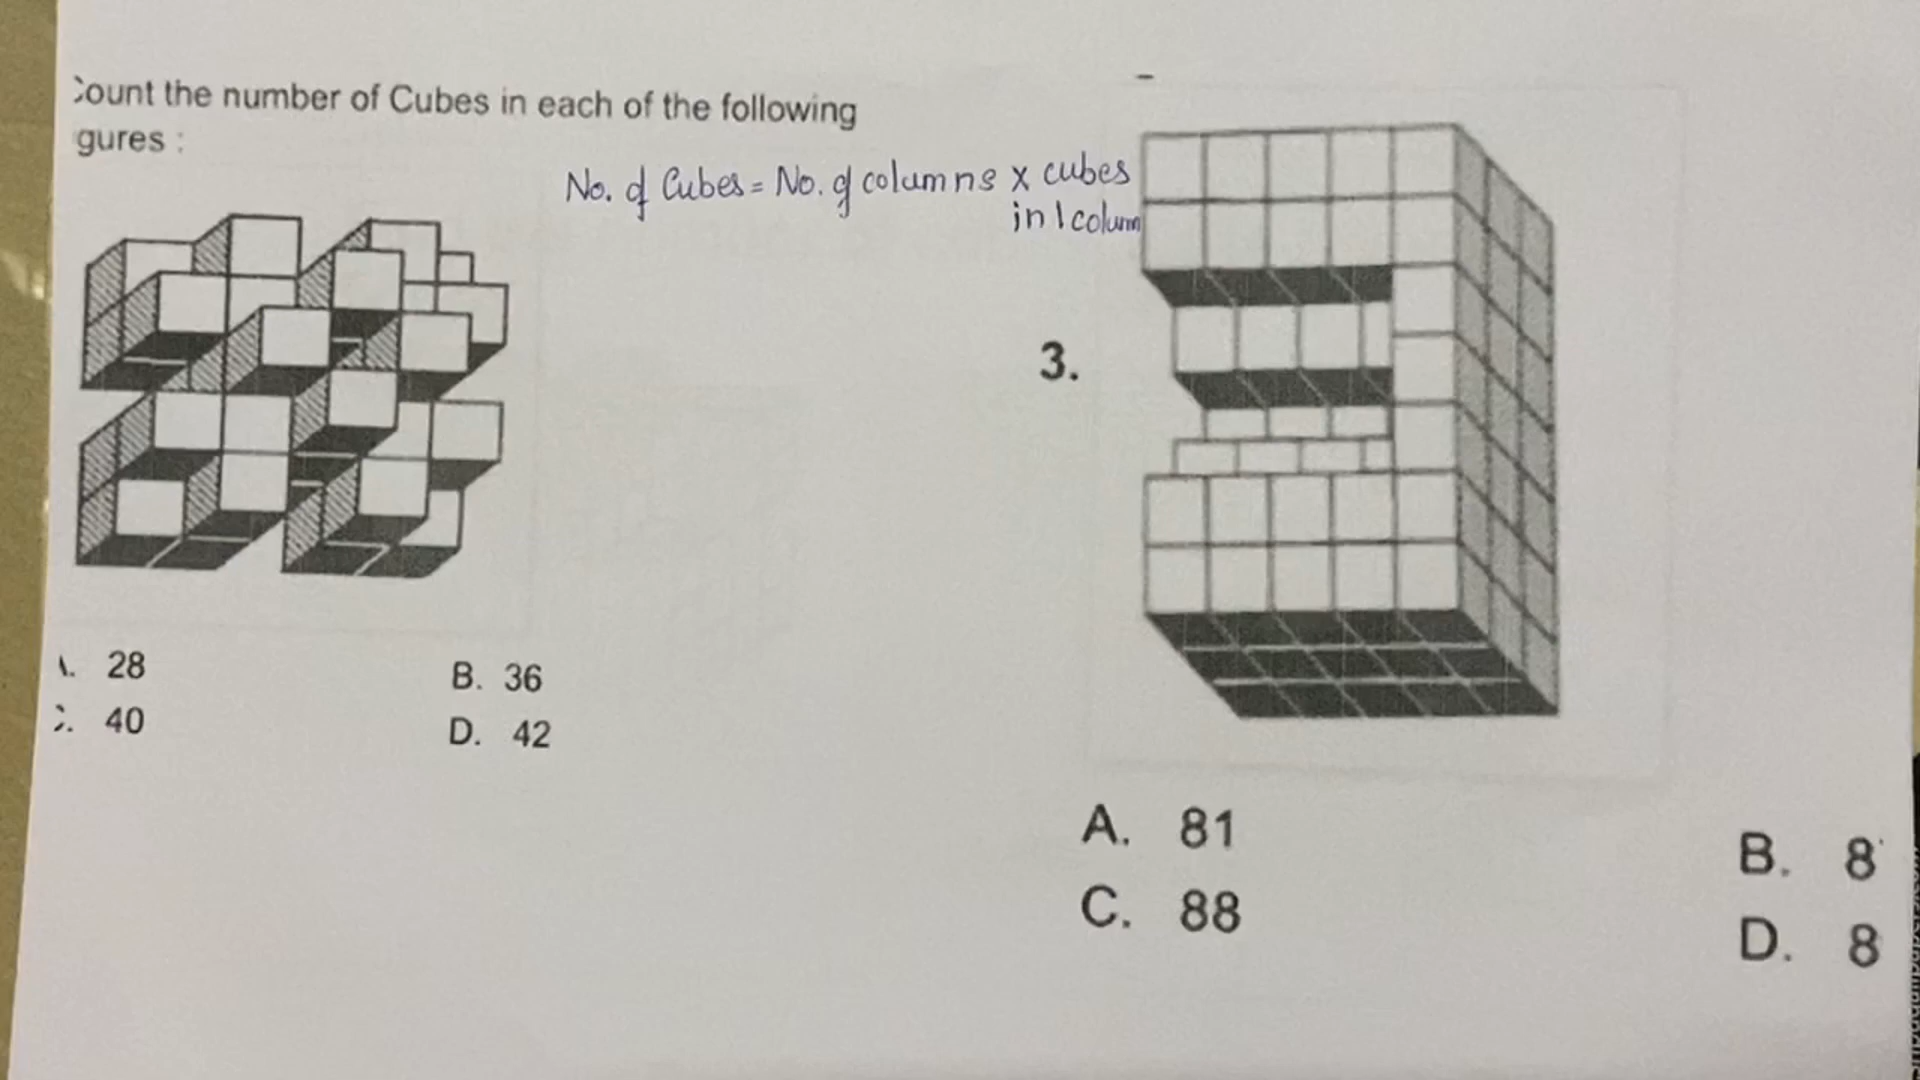 ount the number of Cubes in each of the following
gures :
No. of Cubes = No. of columns x cubes
in 1 column
3.
28
B. 36
40
D. 42
A. 81
B. 8
C. 88
D. 8